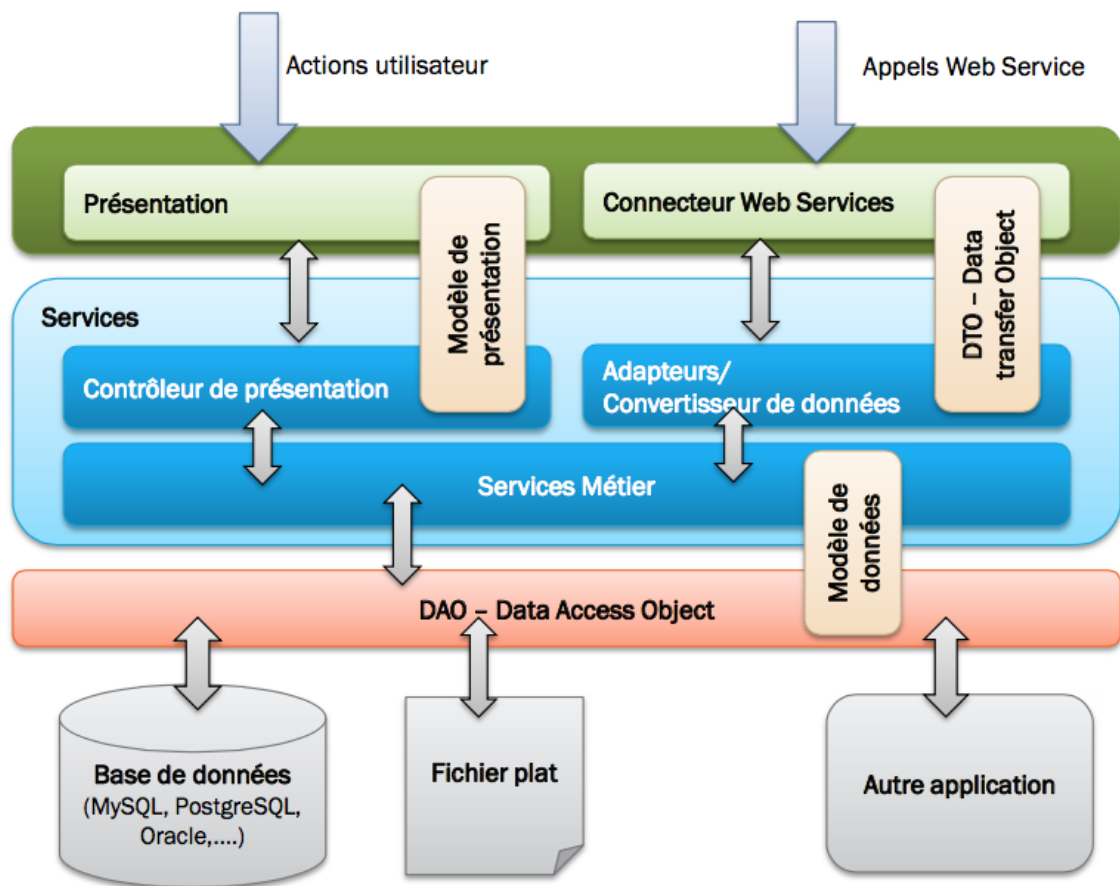 Actions utilisateur
Appels Web Service
Présentation
Modèle de
présentation
Connecteur Web Services
DTO – Data
transfer Object
Services
Contrôleur de présentation
Adapteurs/
Convertisseur de données
Services Métier
Modèle de
données
DAO – Data Access Object
Base de données
(MySQL, PostgreSQL,
Oracle,....)
Fichier plat
Autre application